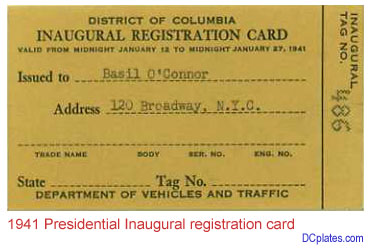 DISTRICT OF COLUMBIA
INAUGURAL REGISTRATION CARD
VALID FROM MIDNIGHT JANUARY 12 TO MIDNIGHT JANUARY 27, 1941
Issued to Basil O'Connor
Address 120 Broadway, N.Y.C.
TRADE NAME BODY SER. NO. ENG. NO.
State Tag No.
DEPARTMENT OF VEHICLES AND TRAFFIC
INAUGURAL
TAG NO.
486
1941 Presidential Inaugural registration card
DCplates.com